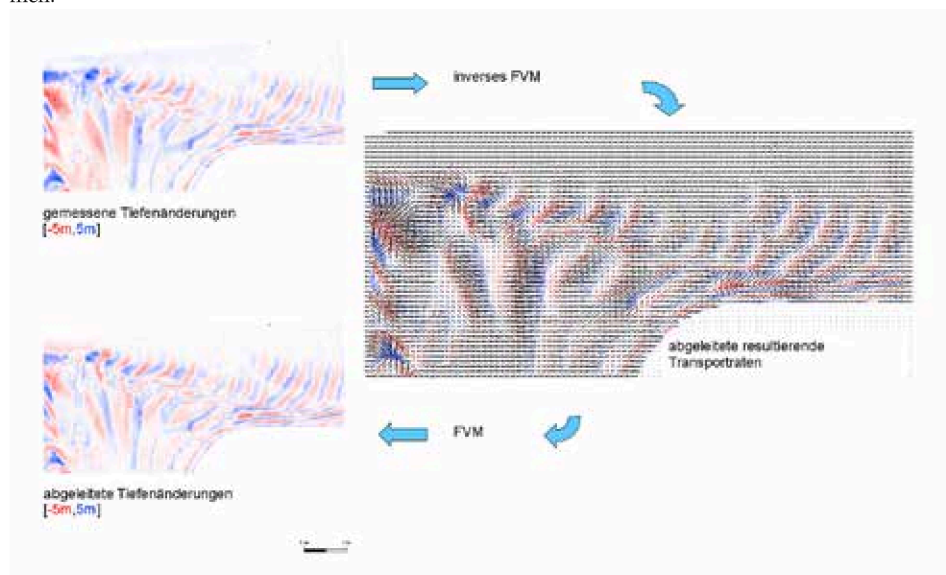 inverses FVM
gemessene Tiefenänderungen
[-5m,5m]
abgeleitete resultierende
Transportraten
FVM
abgeleitete Tiefenänderungen
[-5m,5m]